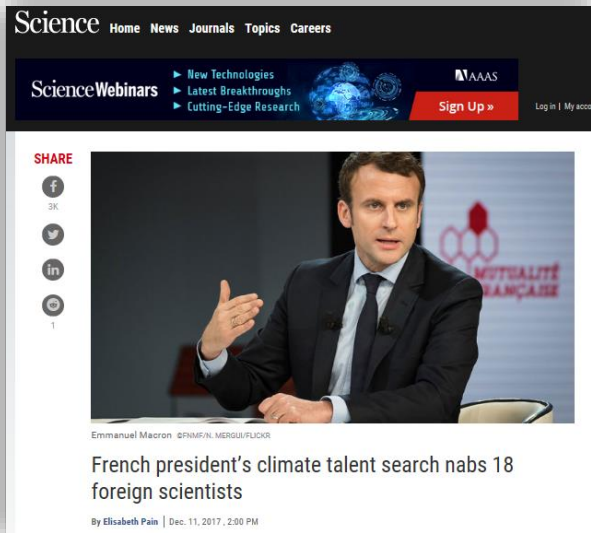 Science Home News Journals Topics Careers
ScienceWebinars
► New Technologies
► Latest Breakthroughs
► Cutting-Edge Research
AAAS
Sign Up »
Log in | My acco
SHARE
3K
1
MUTUALITÉ
FRANÇAISE
Emmanuel Macron ©FNMF/N. MERGUI/FLICKR
French president’s climate talent search nabs 18
foreign scientists
By Elisabeth Pain | Dec. 11, 2017 , 2:00 PM